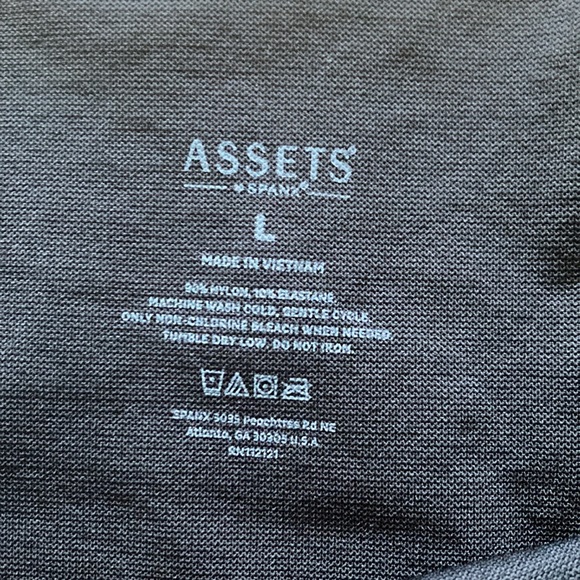 ASSETS®
SPANX®
L
MADE IN VIETNAM
90% NYLON, 10% ELASTANE.
MACHINE WASH COLD, GENTLE CYCLE,
ONLY NON-CHLORINE BLEACH WHEN NEEDED,
TUMBLE DRY LOW, DO NOT IRON.
SPANX 3035 Peachtree Rd NE
Atlanta, GA 30305 U.S.A.
RN112121